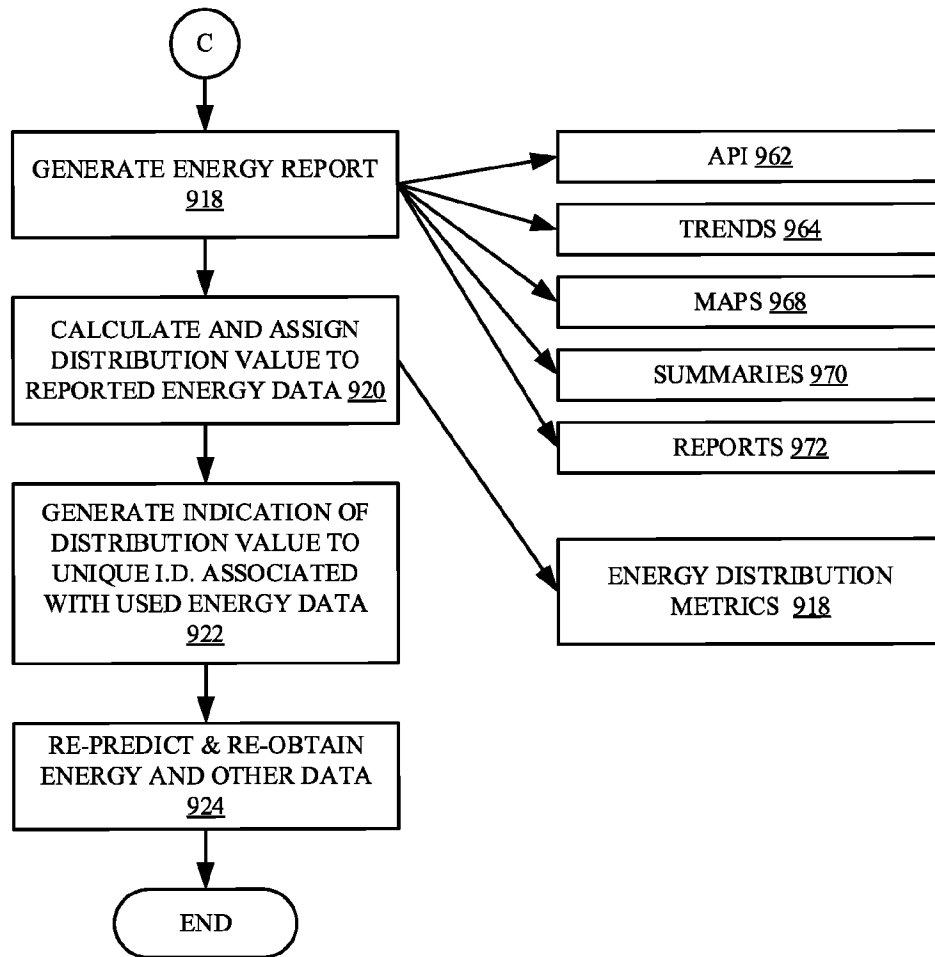 C
GENERATE ENERGY REPORT
918
CALCULATE AND ASSIGN
DISTRIBUTION VALUE TO
REPORTED ENERGY DATA 920
GENERATE INDICATION OF
DISTRIBUTION VALUE TO
UNIQUE I.D. ASSOCIATED
WITH USED ENERGY DATA
922
RE-PREDICT & RE-OBTAIN
ENERGY AND OTHER DATA
924
END
API 962
TRENDS 964
MAPS 968
SUMMARIES 970
REPORTS 972
ENERGY DISTRIBUTION
METRICS 918